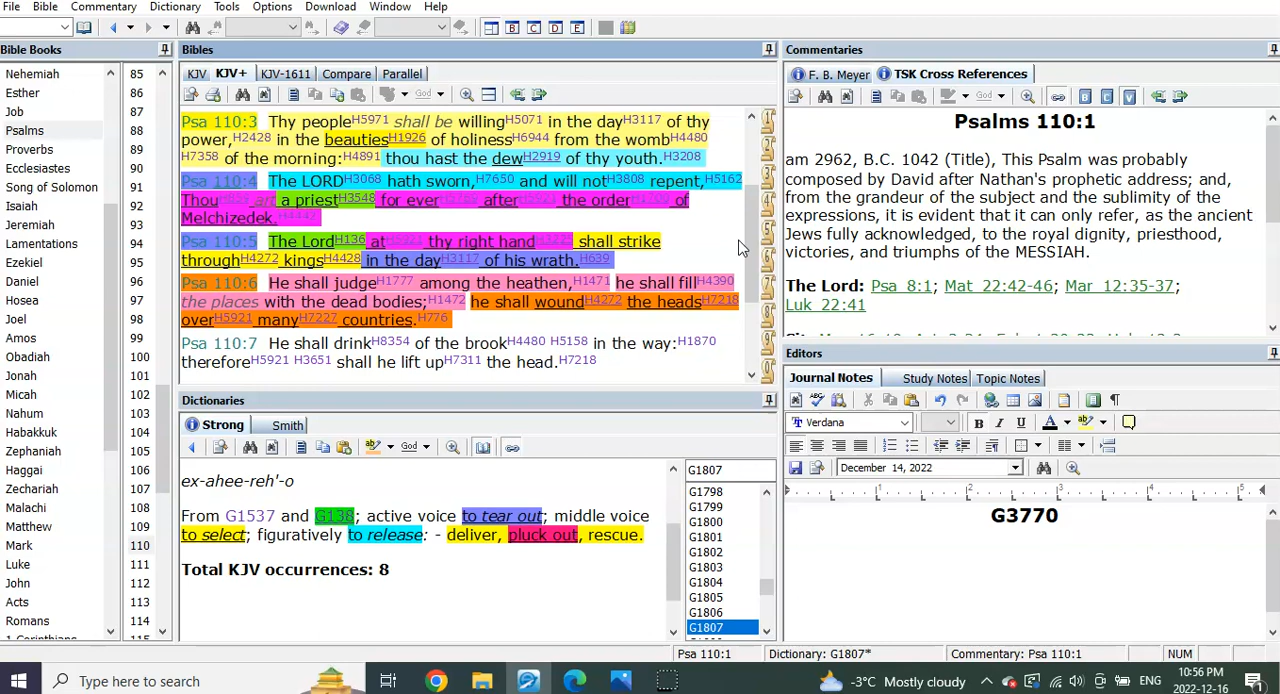 File Bible Commentary Dictionary Tools Options Download Window Help
B C D E
Bible Books
Nehemiah
Esther
Job
Psalms
Proverbs
Ecclesiastes
Song of Solomon
Isaiah
Jeremiah
Lamentations
Ezekiel
Daniel
Hosea
Joel
Amos
Obadiah
Jonah
Micah
Nahum
Habakkuk
Zephaniah
Haggai
Zechariah
Malachi
Matthew
Mark
Luke
John
Acts
Romans
1 Corinthians
85
86
87
88
89
90
91
92
93
94
95
96
97
98
99
100
101
102
103
104
105
106
107
108
109
110
111
112
113
114
115
Bibles
KJV KJV+ KJV-1611 Compare Parallel
God
Psa 110:3 Thy peopleH5971 shall be willingH5071 in the dayH3117 of thy
power,H2428 in the beautiesH1926 of holinessH6944 from the wombH4480
H7358 of the morning:H4891 thou hast the dewH2919 of thy youth.H3208
Psa 110:4 The LORDH3068 hath sworn,H7650 and will notH3808 repent,H5162
Thou art a priestH3548 for ever after the order of
Melchizedek.
Psa 110:5 The LordH136 at thy right hand shall strike
throughH4272 kingsH4428 in the dayH3117 of his wrath.H639
Psa 110:6 He shall judgeH1777 among the heathen,H1471 he shall fillH4390
the places with the dead bodies;H1472 he shall woundH4272 the headsH7218
overH5921 manyH7227 countries.H776
Psa 110:7 He shall drinkH8354 of the brookH4480 H5158 in the way:H1870
thereforeH5921 H3651 shall he lift upH7311 the head.H7218
Dictionaries
Strong Smith
God
ex-ahee-reh'-o
From G1537 and G138; active voice to tear out; middle voice
to select; figuratively to release: - deliver, pluck out, rescue.
Total KJV occurrences: 8
G1807
G1798
G1799
G1800
G1801
G1802
G1803
G1804
G1805
G1806
G1807
Commentaries
F. B. Meyer TSK Cross References
God B C V
Psalms 110:1
am 2962, B.C. 1042 (Title), This Psalm was probably
composed by David after Nathan's prophetic address; and,
from the grandeur of the subject and the sublimity of the
expressions, it is evident that it can only refer, as the ancient
Jews fully acknowledged, to the royal dignity, priesthood,
victories, and triumphs of the MESSIAH.
The Lord: Psa 8:1; Mat 22:42-46; Mar 12:35-37;
Luk 22:41
Editors
Journal Notes Study Notes Topic Notes
Verdana B I U A
December 14, 2022
1 2 3 4 5
G3770
Psa 110:1 Dictionary: G1807* Commentary: Psa 110:1 NUM
Type here to search
-3°C Mostly cloudy
ENG
10:56 PM
2022-12-16
1